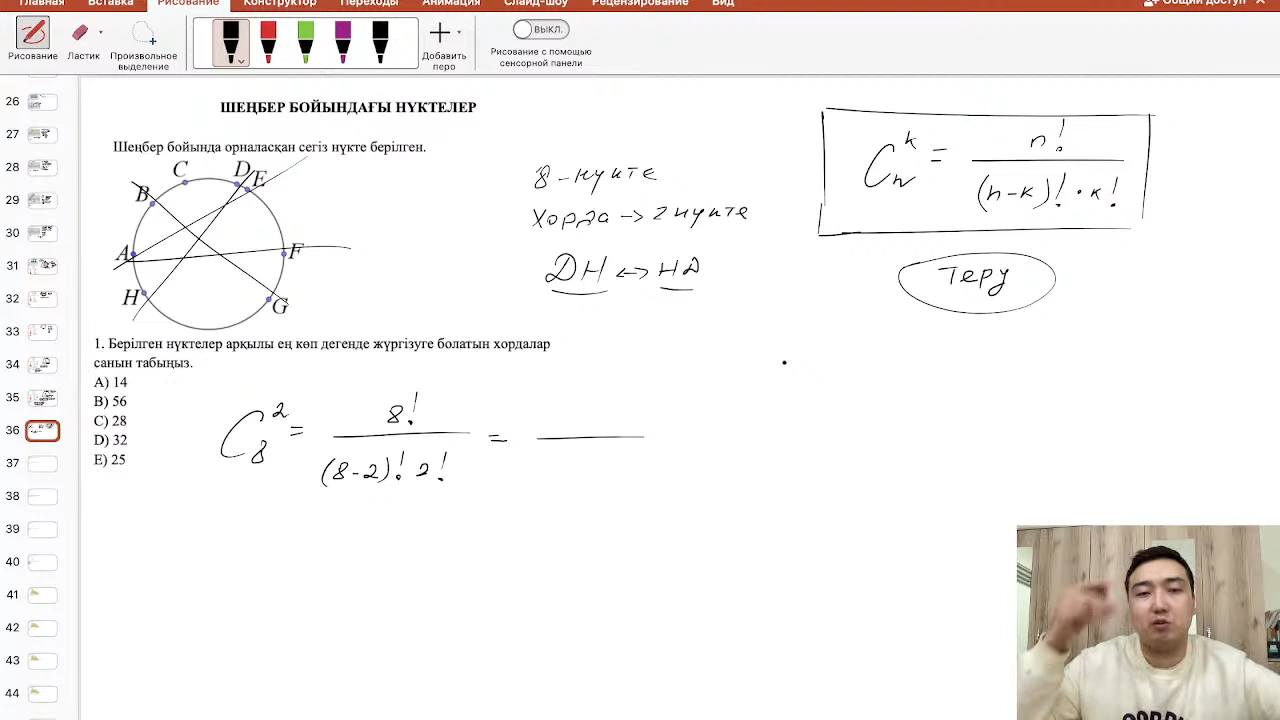 Главная Вставка Рисование Конструктор Переходы Анимация Слайд-шоу Рецензирование Вид Общий доступ
ВЫКЛ.
Рисование Ластик Произвольное выделение Добавить перо Рисование с помощью сенсорной панели
26
27
28
29
30
31
32
33
34
35
36
37
38
39
40
41
42
43
44
ШЕҢБЕР БОЙЫНДАҒЫ НҮКТЕЛЕР
Шеңбер бойында орналасқан сегіз нүкте берілген.
C D E
B
A F
H G
8-нүкте
хорда → 2 нүкте
DH ↔ HD
C_n^k = n! / (n-k)! · k!
Теру
1. Берілген нүктелер арқылы ең көп дегенде жүргізуге болатын хордалар
санын табыңыз.
A) 14
B) 56
C) 28
D) 32
E) 25
C_8^2 = 8! / (8-2)! 2! =